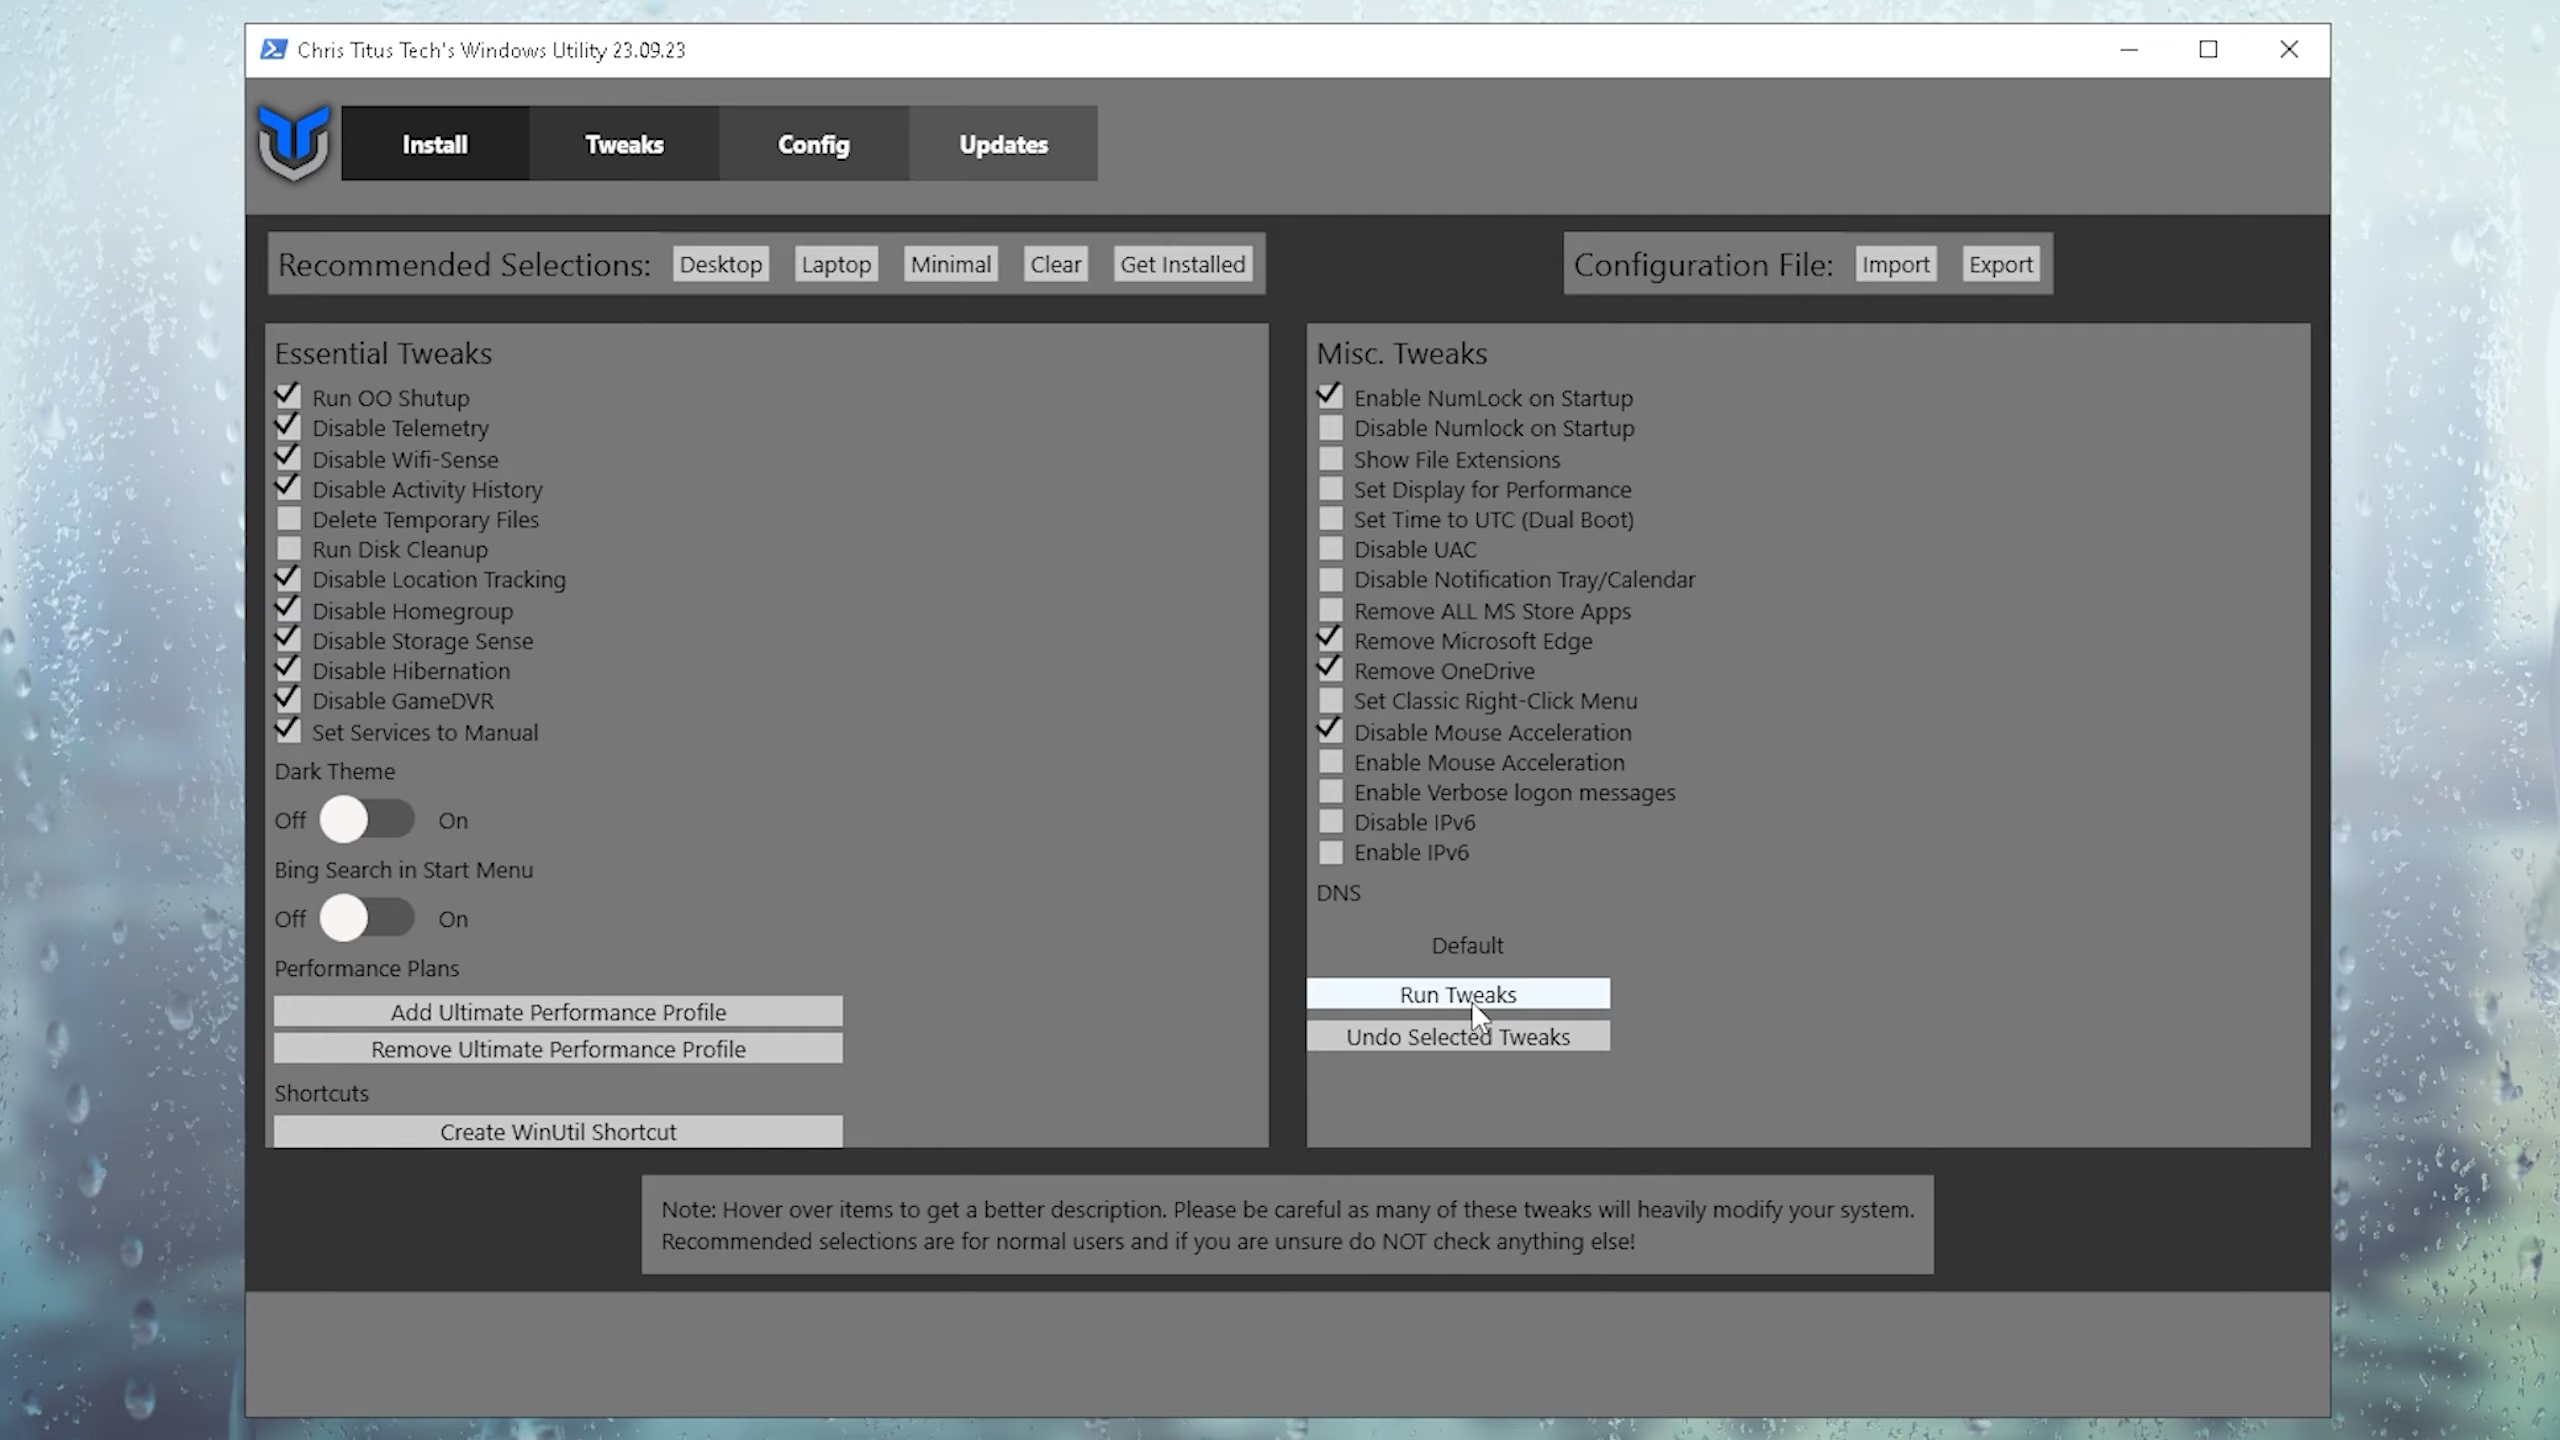 Chris Titus Tech's Windows Utility 23.09.23
Install
Tweaks
Config
Updates
Recommended Selections:
Desktop
Laptop
Minimal
Clear
Get Installed
Configuration File:
Import
Export
Essential Tweaks
Run OO Shutup
Disable Telemetry
Disable Wifi-Sense
Disable Activity History
Delete Temporary Files
Run Disk Cleanup
Disable Location Tracking
Disable Homegroup
Disable Storage Sense
Disable Hibernation
Disable GameDVR
Set Services to Manual
Dark Theme
Off
On
Bing Search in Start Menu
Off
On
Performance Plans
Add Ultimate Performance Profile
Remove Ultimate Performance Profile
Shortcuts
Create WinUtil Shortcut
Misc. Tweaks
Enable NumLock on Startup
Disable Numlock on Startup
Show File Extensions
Set Display for Performance
Set Time to UTC (Dual Boot)
Disable UAC
Disable Notification Tray/Calendar
Remove ALL MS Store Apps
Remove Microsoft Edge
Remove OneDrive
Set Classic Right-Click Menu
Disable Mouse Acceleration
Enable Mouse Acceleration
Enable Verbose logon messages
Disable IPv6
Enable IPv6
DNS
Default
Run Tweaks
Undo Selected Tweaks
Note: Hover over items to get a better description. Please be careful as many of these tweaks will heavily modify your system.
Recommended selections are for normal users and if you are unsure do NOT check anything else!